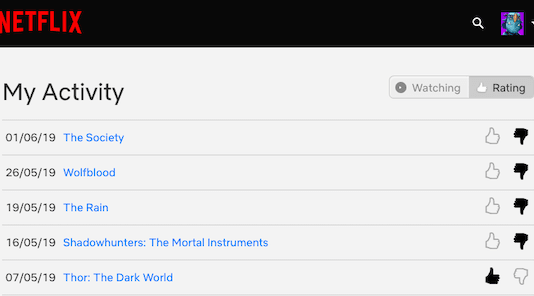 NETFLIX
My Activity
Watching
Rating
01/06/19 The Society
26/05/19 Wolfblood
19/05/19 The Rain
16/05/19 Shadowhunters: The Mortal Instruments
07/05/19 Thor: The Dark World